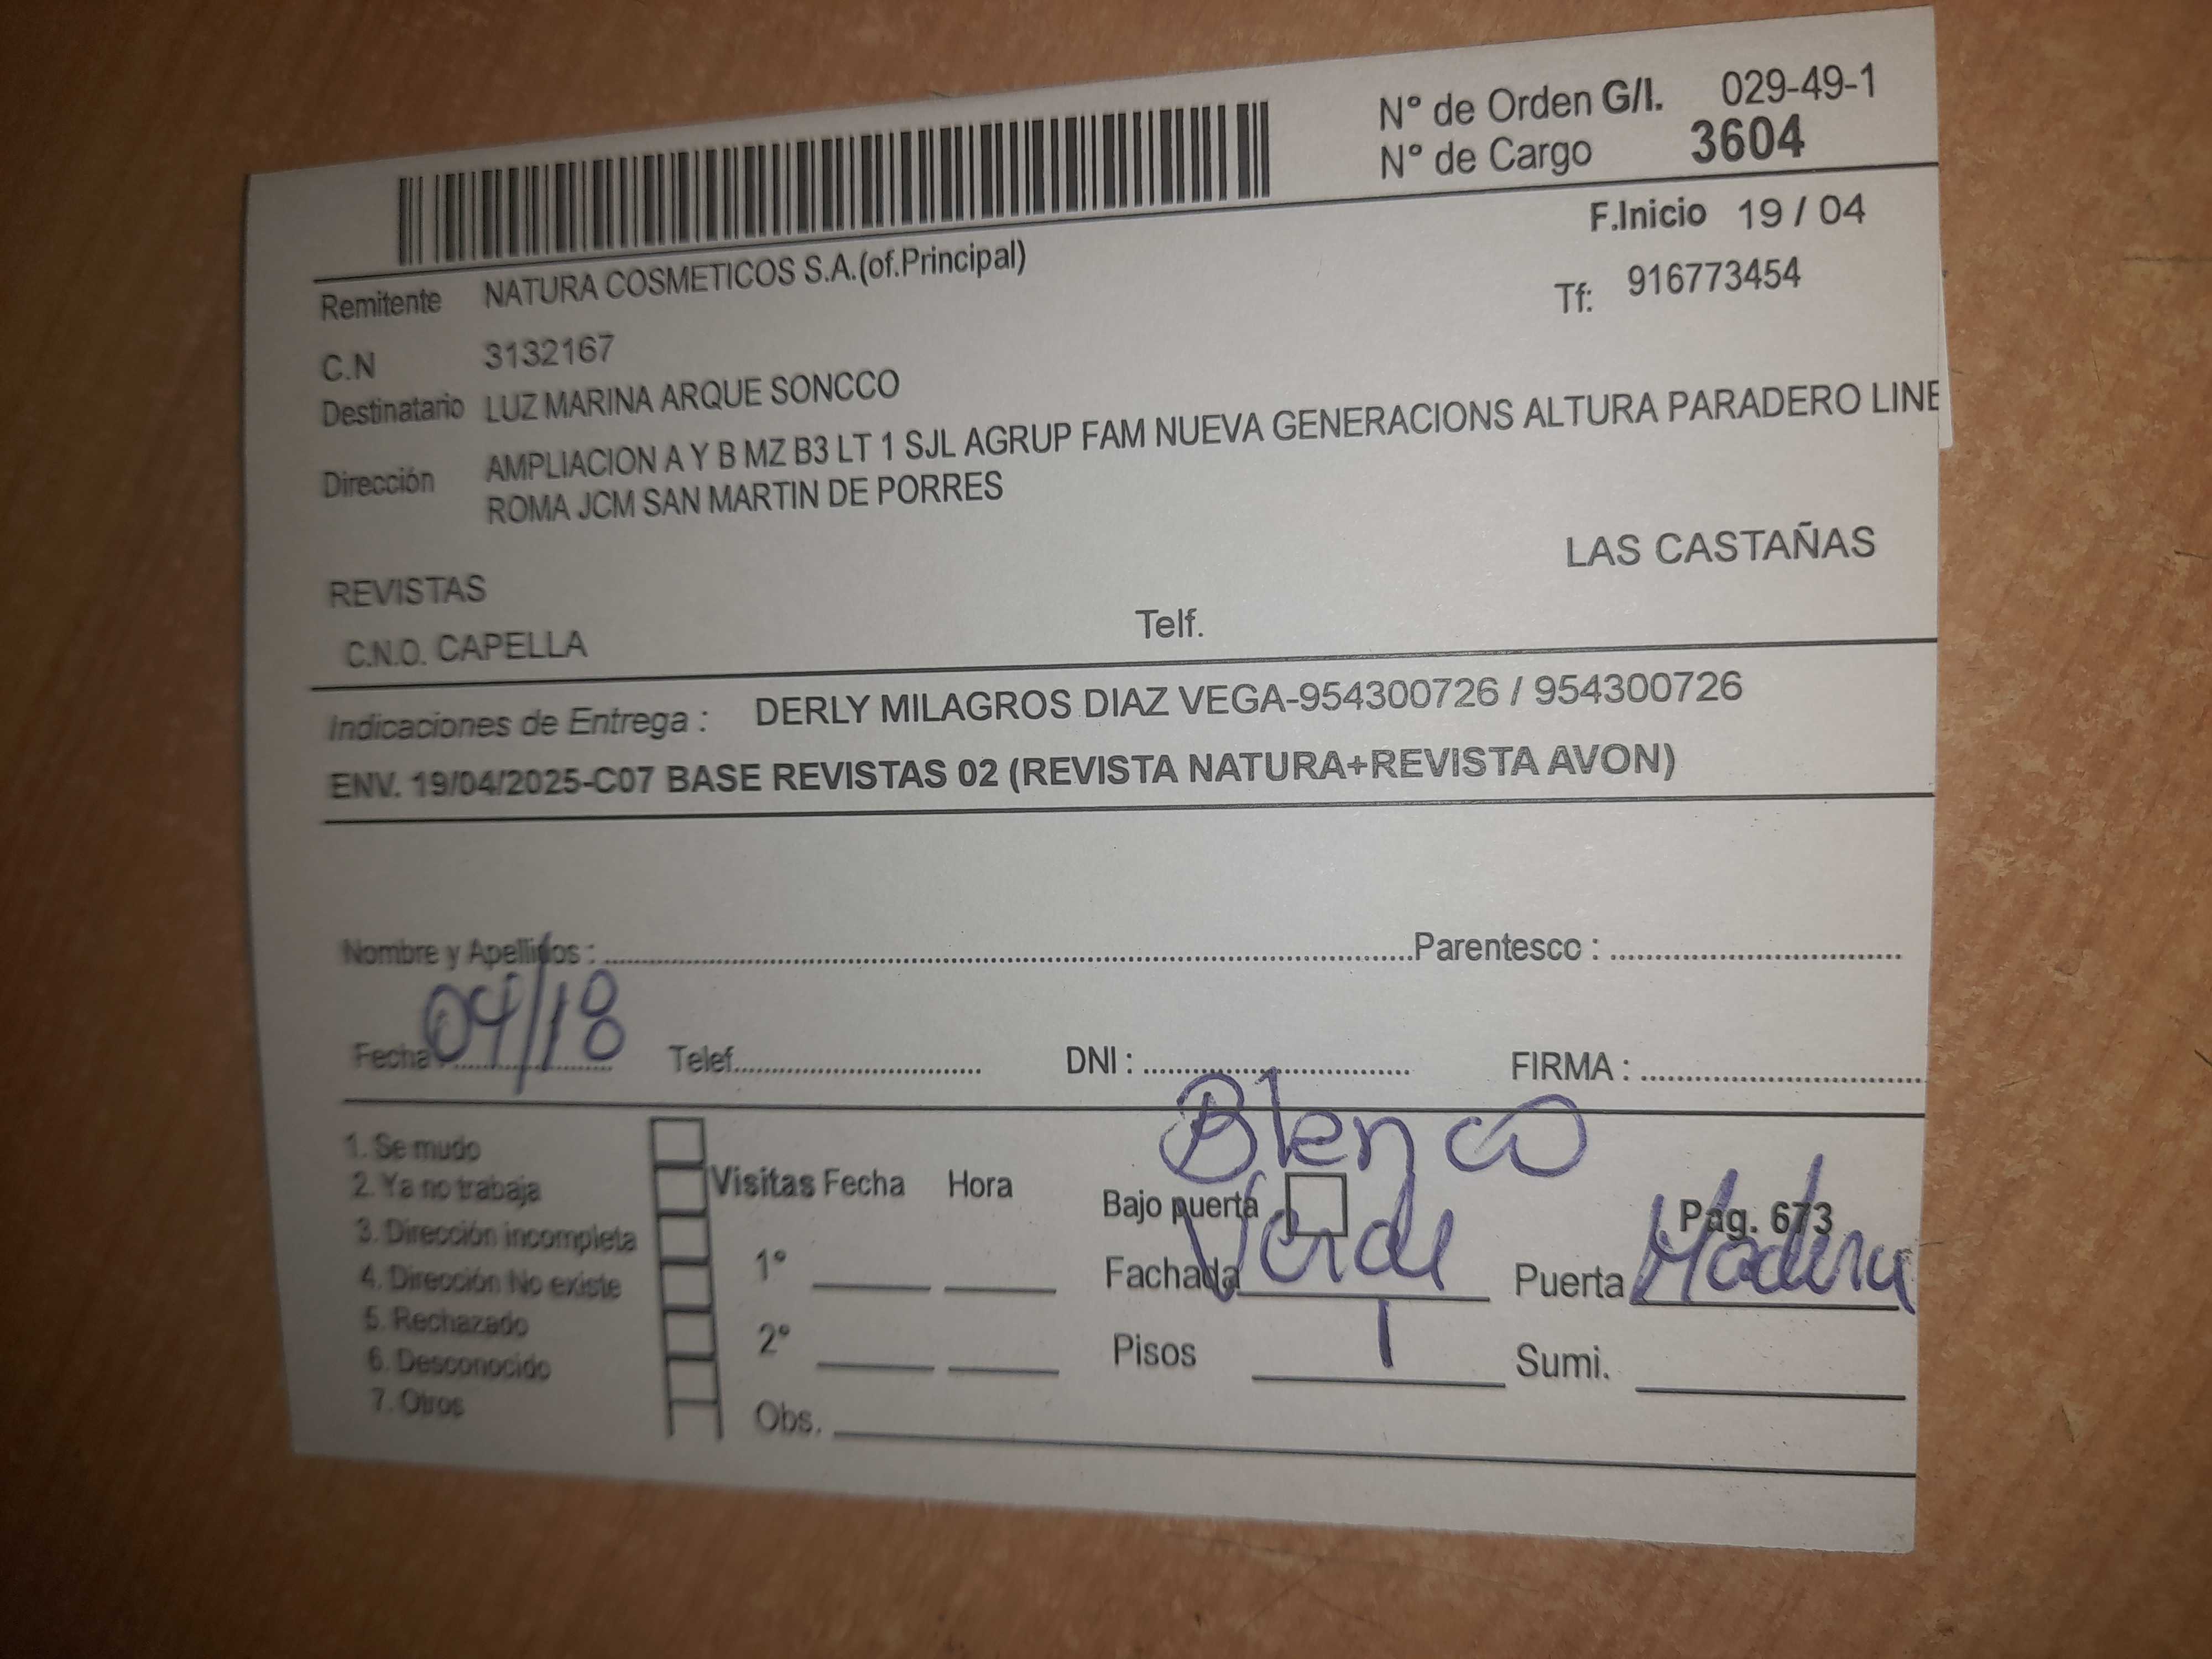 N° de Orden G/I. 029-49-1
N° de Cargo 3604
F.Inicio 19 / 04
Remitente NATURA COSMETICOS S.A.(of.Principal)
Tf: 916773454
C.N 3132167
Destinatario LUZ MARINA ARQUE SONCCO
Dirección AMPLIACION A Y B MZ B3 LT 1 SJL AGRUP FAM NUEVA GENERACIONS ALTURA PARADERO LINE
ROMA JCM SAN MARTIN DE PORRES
LAS CASTAÑAS
REVISTAS
C.N.O. CAPELLA Telf.
Indicaciones de Entrega : DERLY MILAGROS DIAZ VEGA-954300726 / 954300726
ENV. 19/04/2025-C07 BASE REVISTAS 02 (REVISTA NATURA+REVISTA AVON)
Nombre y Apellidos : Parentesco :
Fecha 04/18 Telef. DNI : FIRMA :
Blanco
1. Se mudo
2. Ya no trabaja
3. Dirección incompleta
4. Dirección No existe
5. Rechazado
6. Desconocido
7. Otros
Visitas Fecha Hora
1°
2°
Obs.
Bajo puerta Pag. 673
Fachada Verde Puerta Madera
Pisos 1 Sumi.